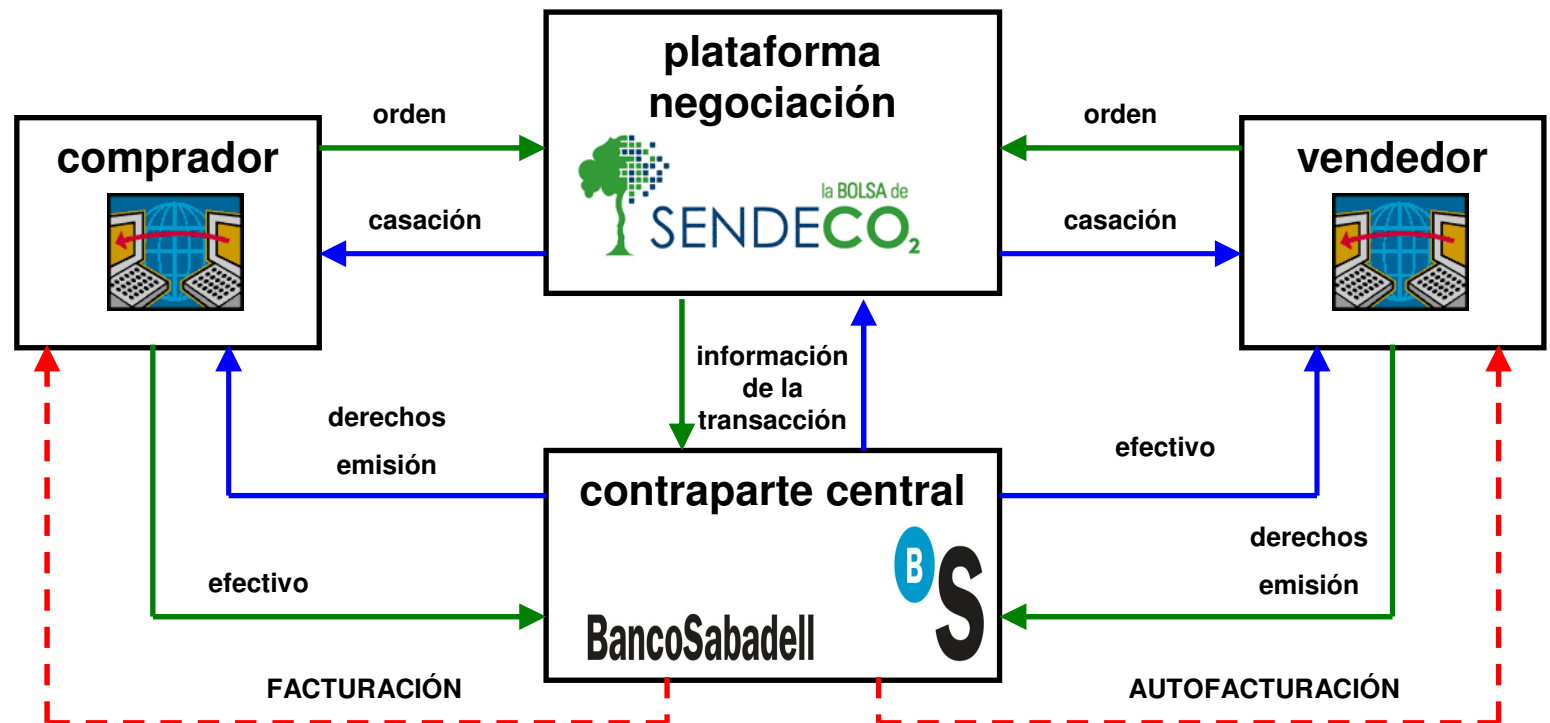 plataforma
negociación
orden
orden
comprador
vendedor
la BOLSA de
SENDECO2
casación
casación
información
de la
transacción
derechos
emisión
efectivo
contraparte central
derechos
emisión
efectivo
B S
BancoSabadell
FACTURACIÓN
AUTOFACTURACIÓN